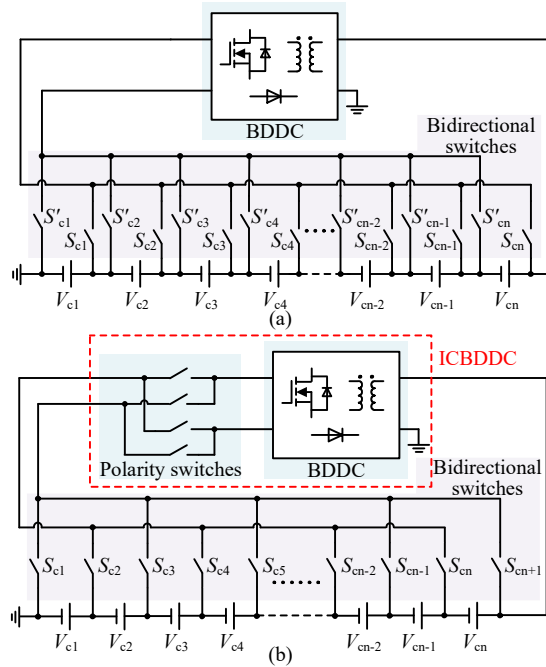 (a)
BDDC
Bidirectional
switches
S′c1 S′c2 S′c3 S′c4 S′cn-2 S′cn-1 S′cn
Sc1 Sc2 Sc3 Sc4 Scn-2 Scn-1 Scn
Vc1 Vc2 Vc3 Vc4 Vcn-2 Vcn-1 Vcn
(a)
ICBDDC
Polarity switches
BDDC
Bidirectional
switches
Sc1 Sc2 Sc3 Sc4 Sc5 Scn-2 Scn-1 Scn Scn+1
Vc1 Vc2 Vc3 Vc4 Vcn-2 Vcn-1 Vcn
(b)